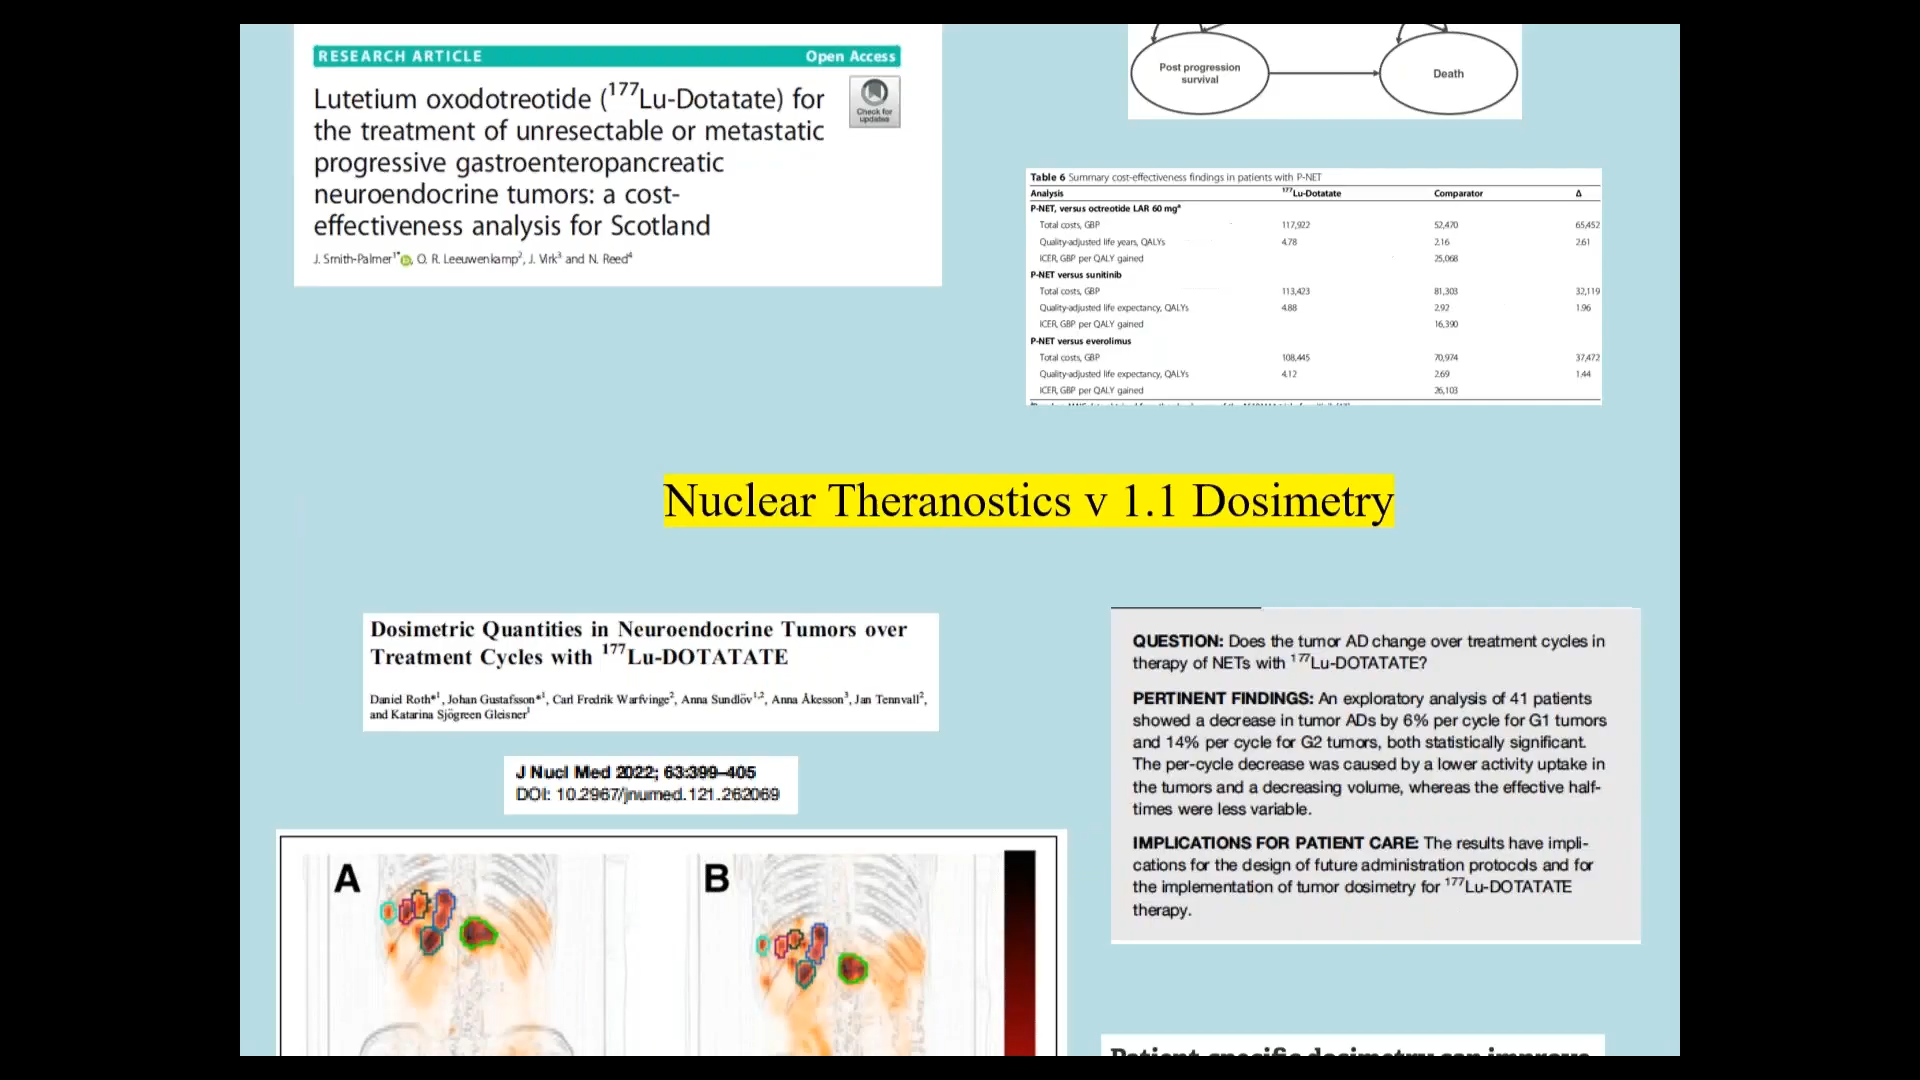 RESEARCH ARTICLE Open Access
Lutetium oxodotreotide (177Lu-Dotatate) for
the treatment of unresectable or metastatic
progressive gastroenteropancreatic
neuroendocrine tumors: a cost-
effectiveness analysis for Scotland
Check for
updates
J. Smith-Palmer1*, O. R. Leeuwenkamp2, J. Virk3 and N. Reed4
Post progression
survival
Death
Table 6 Summary cost-effectiveness findings in patients with P-NET
Analysis 177Lu-Dotatate Comparator Δ
P-NET, versus octreotide LAR 60 mga
Total costs, GBP 117,922 52,470 65,452
Quality-adjusted life years, QALYs 4.78 2.16 2.61
ICER, GBP per QALY gained 25,068
P-NET versus sunitinib
Total costs, GBP 113,423 81,303 32,119
Quality-adjusted life expectancy, QALYs 4.88 2.92 1.96
ICER, GBP per QALY gained 16,390
P-NET versus everolimus
Total costs, GBP 108,445 70,974 37,472
Quality-adjusted life expectancy, QALYs 4.12 2.69 1.44
ICER, GBP per QALY gained 26,103
Nuclear Theranostics v 1.1 Dosimetry
Dosimetric Quantities in Neuroendocrine Tumors over
Treatment Cycles with 177Lu-DOTATATE
Daniel Roth*1, Johan Gustafsson*1, Carl Fredrik Warfvinge2, Anna Sundlöv1,2, Anna Åkesson3, Jan Tennvall2,
and Katarina Sjögreen Gleisner1
J Nucl Med 2022; 63:399–405
DOI: 10.2967/jnumed.121.262069
A
B
QUESTION: Does the tumor AD change over treatment cycles in
therapy of NETs with 177Lu-DOTATATE?
PERTINENT FINDINGS: An exploratory analysis of 41 patients
showed a decrease in tumor ADs by 6% per cycle for G1 tumors
and 14% per cycle for G2 tumors, both statistically significant.
The per-cycle decrease was caused by a lower activity uptake in
the tumors and a decreasing volume, whereas the effective half-
times were less variable.
IMPLICATIONS FOR PATIENT CARE: The results have impli-
cations for the design of future administration protocols and for
the implementation of tumor dosimetry for 177Lu-DOTATATE
therapy.
Patient-specific dosimetry can improve